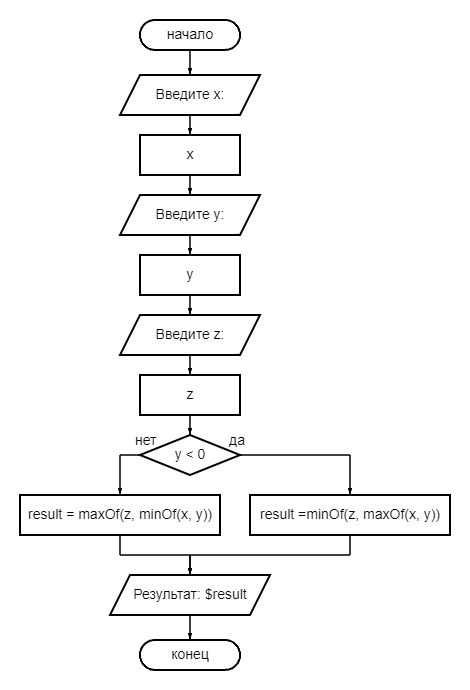 начало
Введите x:
x
Введите y:
y
Введите z:
z
нет
да
y < 0
result = maxOf(z, minOf(x, y))
result =minOf(z, maxOf(x, y))
Результат: $result
конец